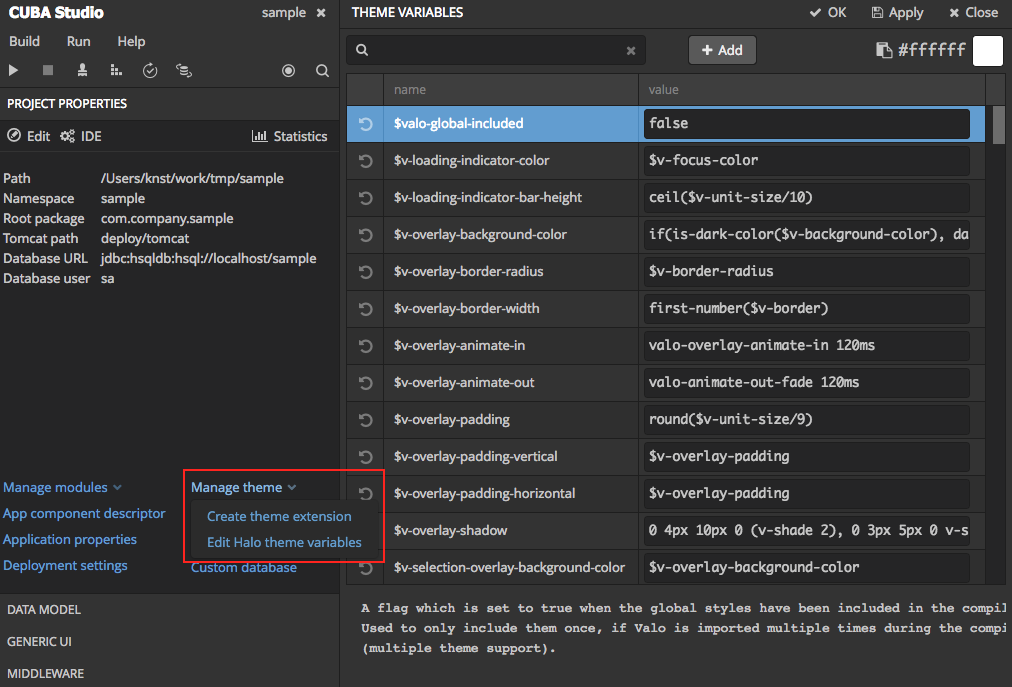 CUBA Studio
sample
Build Run Help
PROJECT PROPERTIES
Edit IDE Statistics
Path /Users/knst/work/tmp/sample
Namespace sample
Root package com.company.sample
Tomcat path deploy/tomcat
Database URL jdbc:hsqldb:hsql://localhost/sample
Database user sa
Manage modules
App component descriptor
Application properties
Deployment settings
Manage theme
Create theme extension
Edit Halo theme variables
Custom database
DATA MODEL
GENERIC UI
MIDDLEWARE
THEME VARIABLES
OK Apply Close
+ Add
#ffffff
name value
$valo-global-included false
$v-loading-indicator-color $v-focus-color
$v-loading-indicator-bar-height ceil($v-unit-size/10)
$v-overlay-background-color if(is-dark-color($v-background-color), da
$v-overlay-border-radius $v-border-radius
$v-overlay-border-width first-number($v-border)
$v-overlay-animate-in valo-overlay-animate-in 120ms
$v-overlay-animate-out valo-animate-out-fade 120ms
$v-overlay-padding round($v-unit-size/9)
$v-overlay-padding-vertical $v-overlay-padding
$v-overlay-padding-horizontal $v-overlay-padding
$v-overlay-shadow 0 4px 10px 0 (v-shade 2), 0 3px 5px 0 v-s
$v-selection-overlay-background-color $v-overlay-background-color
A flag which is set to true when the global styles have been included in the compil
Used to only include them once, if Valo is imported multiple times during the compi
(multiple theme support).